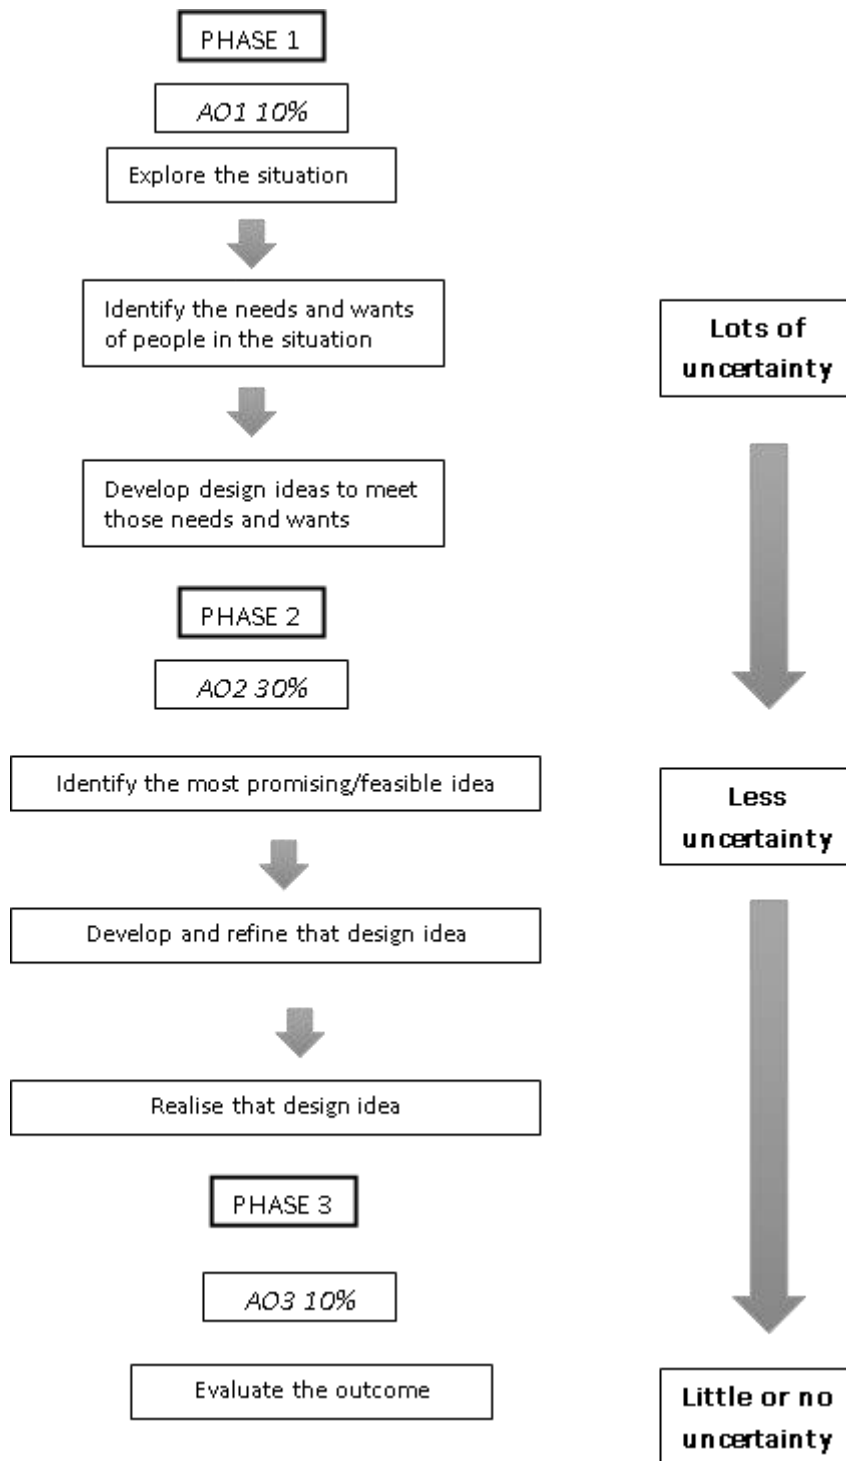 PHASE 1
AO1 10%
Explore the situation
Identify the needs and wants
of people in the situation
Lots of
uncertainty
Develop design ideas to meet
those needs and wants
PHASE 2
AO2 30%
Identify the most promising/feasible idea
Less
uncertainty
Develop and refine that design idea
Realise that design idea
PHASE 3
AO3 10%
Evaluate the outcome
Little or no
uncertainty